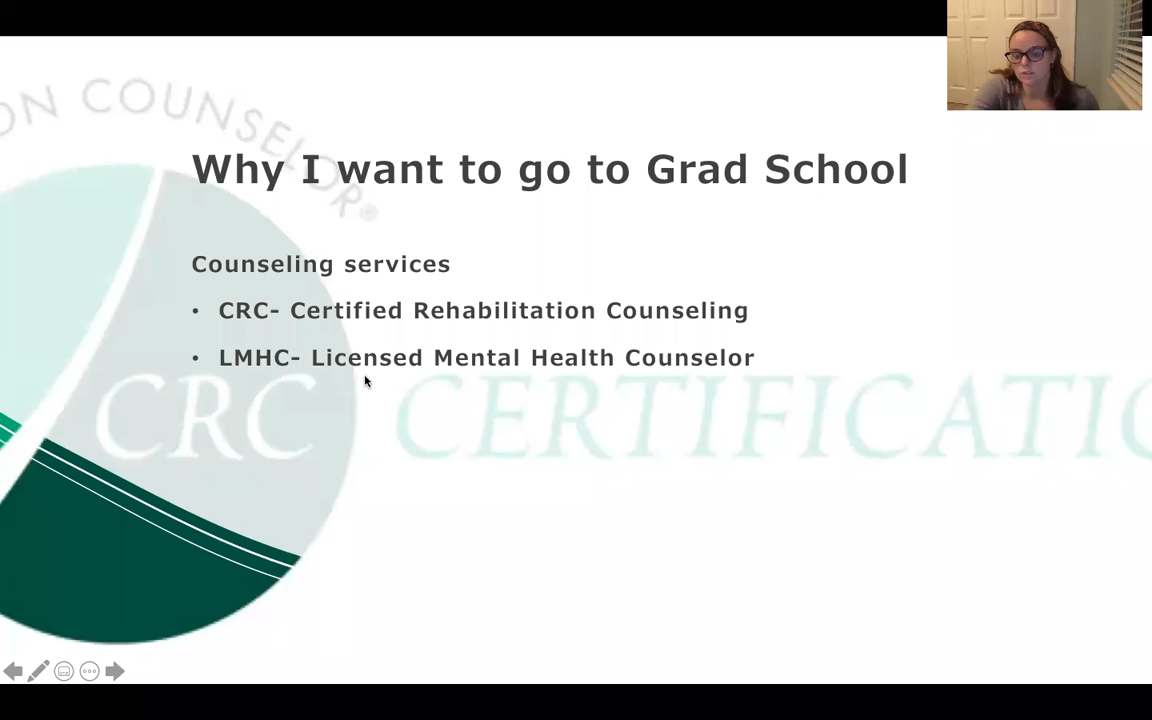 ON COUNSELOR®
Why I want to go to Grad School
Counseling services
• CRC- Certified Rehabilitation Counseling
• LMHC- Licensed Mental Health Counselor
CRC CERTIFICATIO